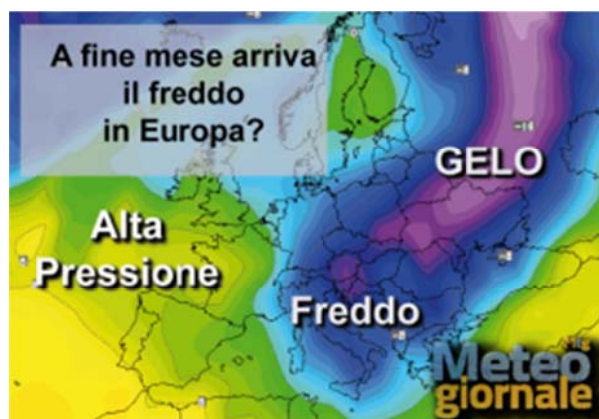 A fine mese arriva
il freddo
in Europa?
GELO
Alta
Pressione
Freddo
Meteo
giornale